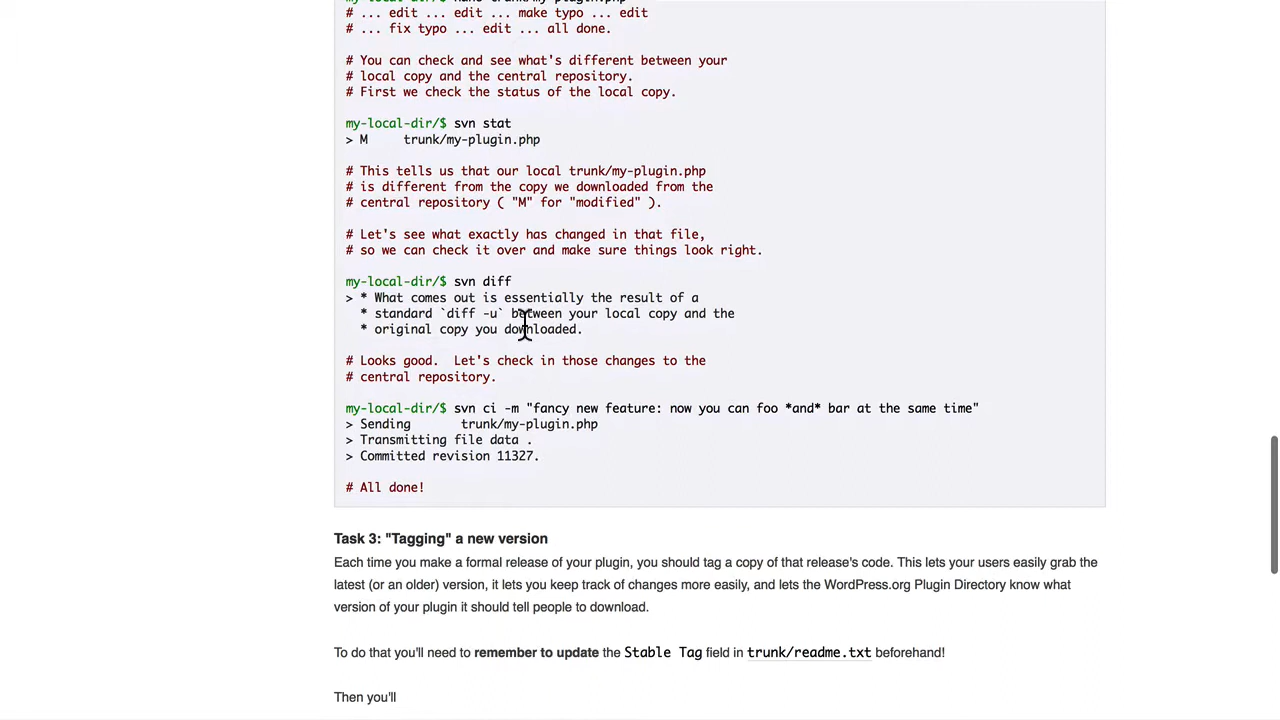 my-local-dir/$ nano trunk/my-plugin.php
# ... edit ... edit ... make typo ... edit
# ... fix typo ... edit ... all done.
# You can check and see what's different between your
# local copy and the central repository.
# First we check the status of the local copy.
my-local-dir/$ svn stat
> M     trunk/my-plugin.php
# This tells us that our local trunk/my-plugin.php
# is different from the copy we downloaded from the
# central repository ( "M" for "modified" ).
# Let's see what exactly has changed in that file,
# so we can check it over and make sure things look right.
my-local-dir/$ svn diff
> * What comes out is essentially the result of a
  * standard `diff -u` between your local copy and the
  * original copy you downloaded.
# Looks good.  Let's check in those changes to the
# central repository.
my-local-dir/$ svn ci -m "fancy new feature: now you can foo *and* bar at the same time"
> Sending       trunk/my-plugin.php
> Transmitting file data .
> Committed revision 11327.
# All done!
Task 3: "Tagging" a new version
Each time you make a formal release of your plugin, you should tag a copy of that release's code. This lets your users easily grab the
latest (or an older) version, it lets you keep track of changes more easily, and lets the WordPress.org Plugin Directory know what
version of your plugin it should tell people to download.
To do that you'll need to remember to update the Stable Tag field in trunk/readme.txt beforehand!
Then you'll